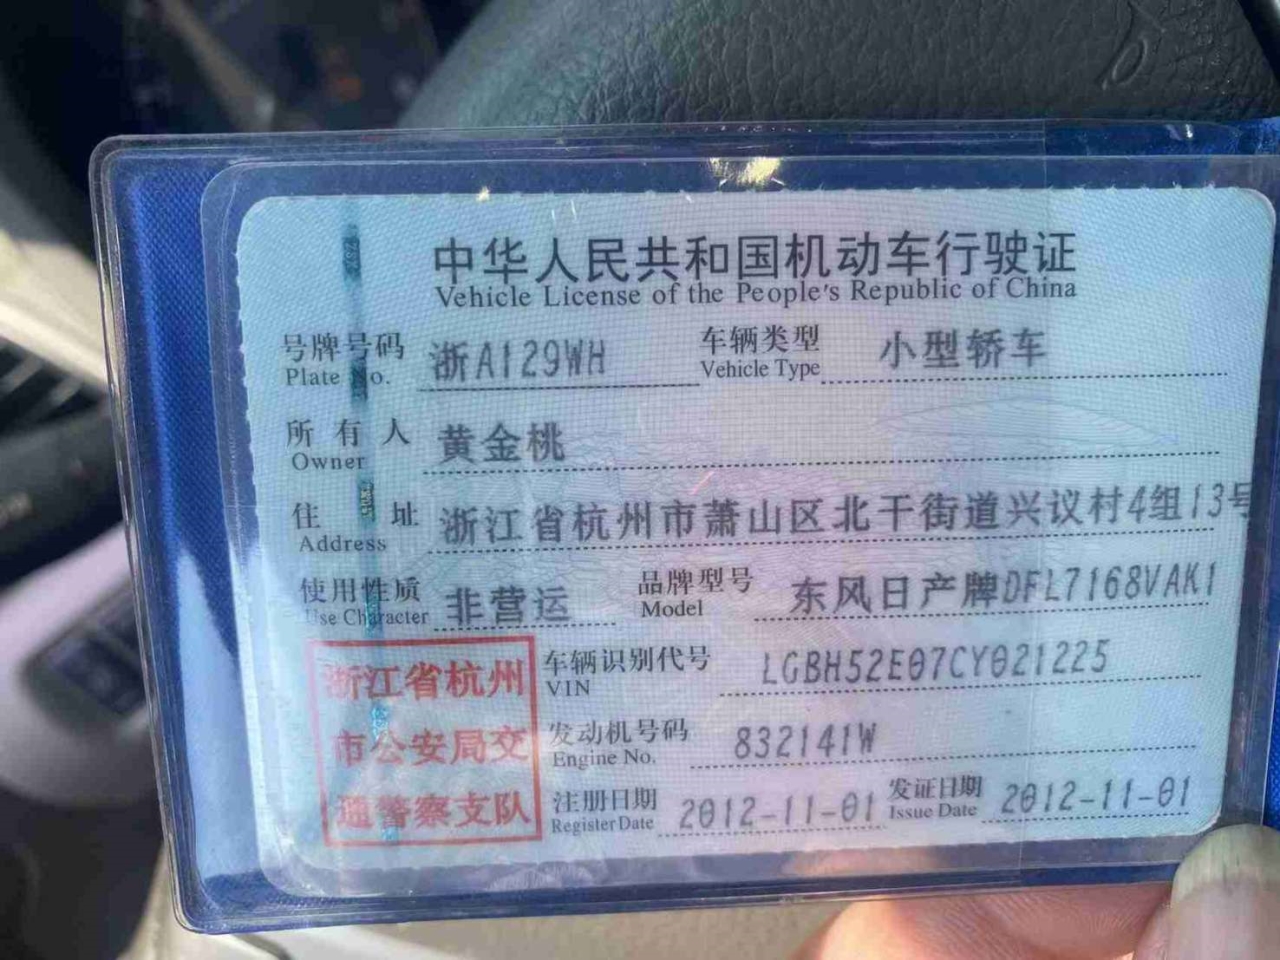 中华人民共和国机动车行驶证
Vehicle License of the People's Republic of China
号牌号码 浙A129WH 车辆类型 小型轿车
Plate No. Vehicle Type
所有人 黄金桃
Owner
住址 浙江省杭州市萧山区北干街道兴议村4组13号
Address
使用性质 非营运 品牌型号 东风日产牌DFL7168VAK1
Use Character Model
浙江省杭州 车辆识别代号 LGBH52E07CY021225
VIN
市公安局交 发动机号码 832141W
Engine No.
通警察支队 注册日期 2012-11-01 发证日期 2012-11-01
Register Date Issue Date